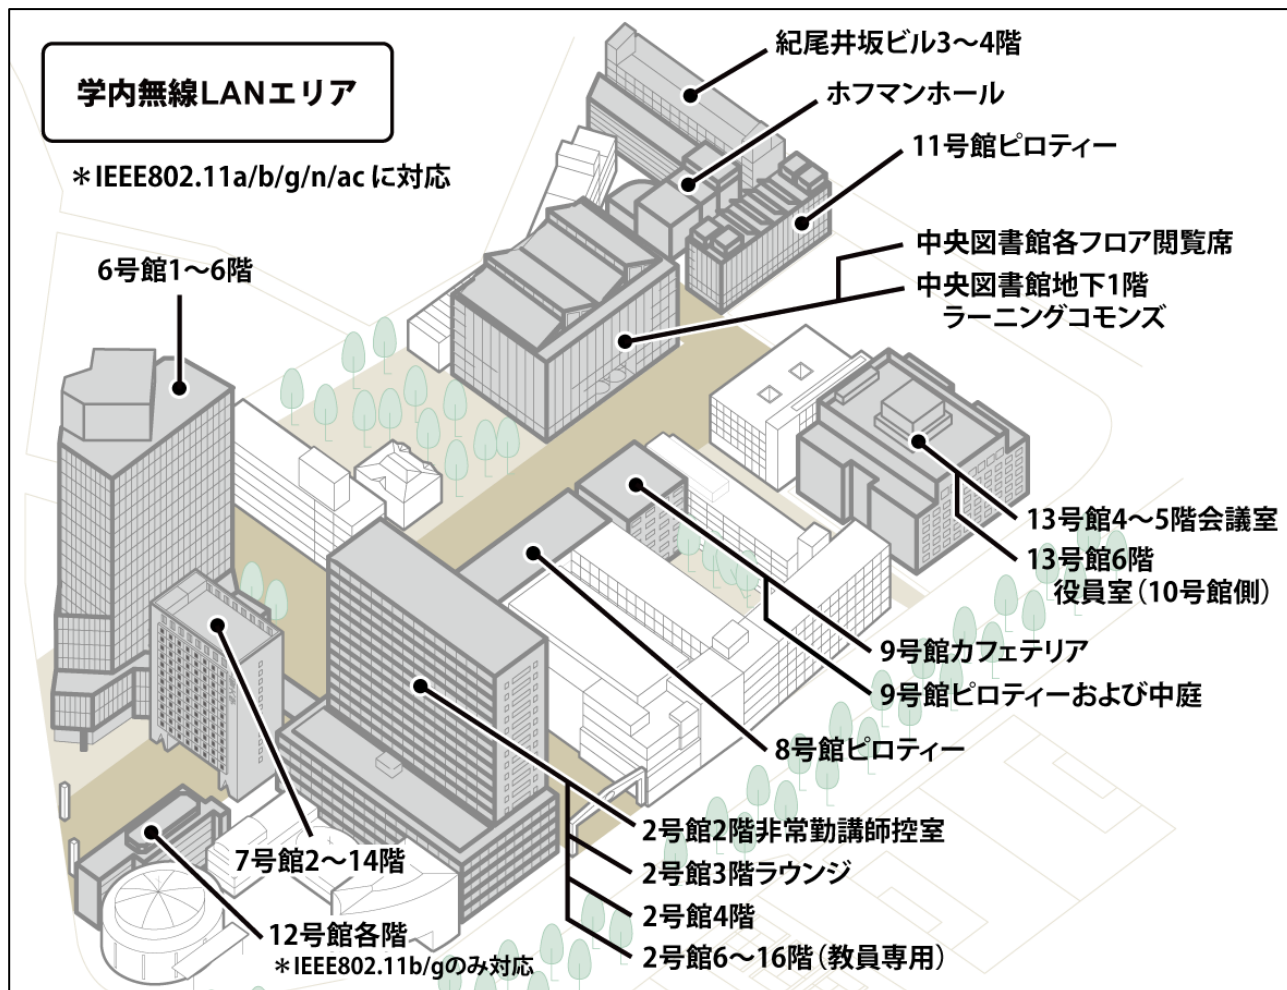 学内無線LANエリア
＊IEEE802.11a/b/g/n/ac に対応
紀尾井坂ビル3～4階
ホフマンホール
11号館ピロティー
中央図書館各フロア閲覧席
中央図書館地下1階
ラーニングコモンズ
6号館1～6階
13号館4～5階会議室
13号館6階
役員室（10号館側）
9号館カフェテリア
9号館ピロティーおよび中庭
8号館ピロティー
2号館2階非常勤講師控室
2号館3階ラウンジ
2号館4階
2号館6～16階（教員専用）
7号館2～14階
12号館各階
＊IEEE802.11b/gのみ対応